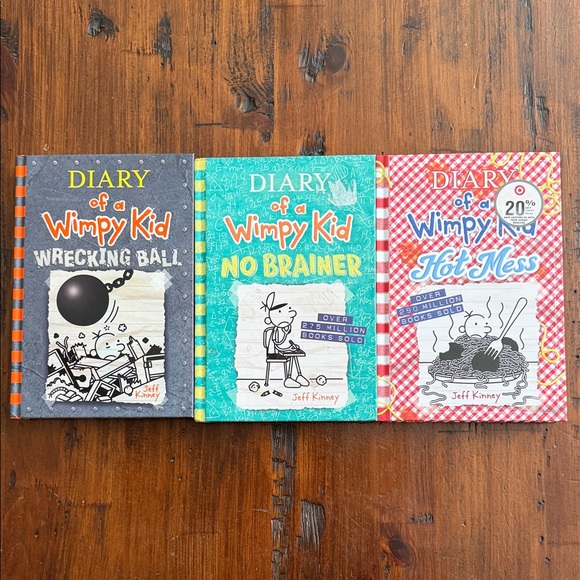 DIARY
of a
Wimpy Kid
WRECKING BALL
Jeff Kinney
DIARY
of a
Wimpy Kid
NO BRAINER
OVER
275 MILLION
BOOKS SOLD
Jeff Kinney
DIARY
of a
Wimpy Kid
Hot Mess
20%
OVER
290 MILLION
BOOKS SOLD
Jeff Kinney